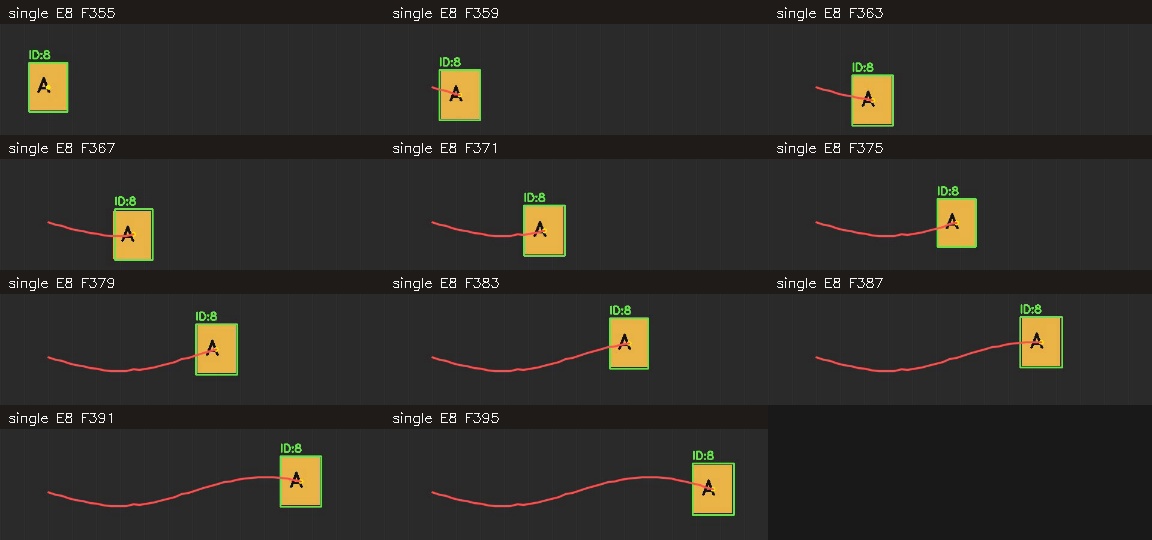 single E8 F355
ID:8
A
single E8 F359
ID:8
A
single E8 F363
ID:8
A
single E8 F367
ID:8
A
single E8 F371
ID:8
A
single E8 F375
ID:8
A
single E8 F379
ID:8
A
single E8 F383
ID:8
A
single E8 F387
ID:8
A
single E8 F391
ID:8
A
single E8 F395
ID:8
A